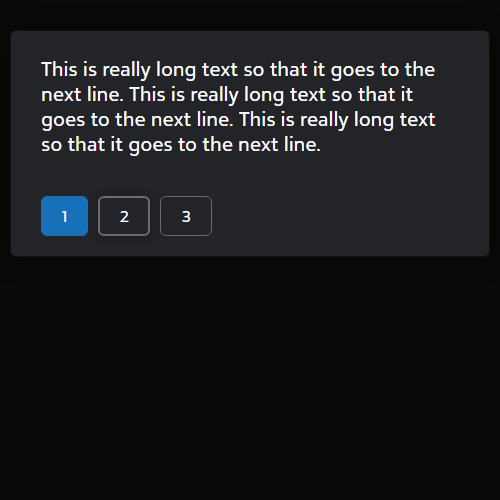 This is really long text so that it goes to the
next line. This is really long text so that it
goes to the next line. This is really long text
so that it goes to the next line.
1 2 3